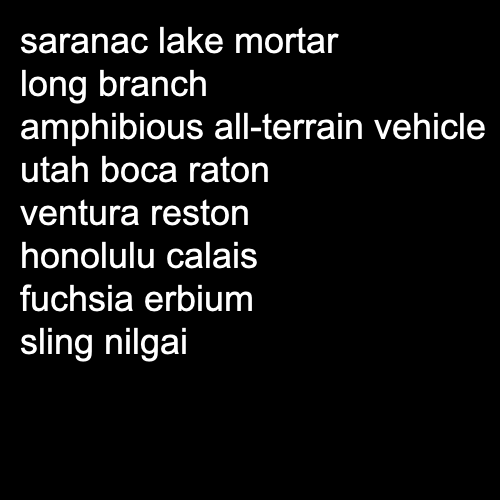 saranac lake mortar
long branch
amphibious all-terrain vehicle
utah boca raton
ventura reston
honolulu calais
fuchsia erbium
sling nilgai